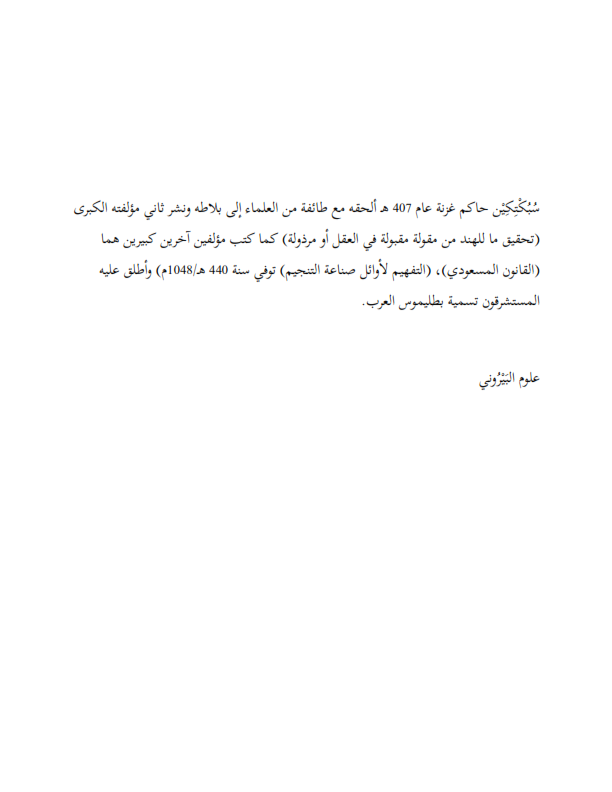 سُبُكْتِكِيْن حاكم غزنة عام 407 هـ ألحقه مع طائفة من العلماء إلى بلاطه ونشر ثاني مؤلفته الكبرى
(تحقيق ما للهند من مقولة مقبولة في العقل أو مرذولة) كما كتب مؤلفين آخرين كبيرين هما
(القانون المسعودي)، (التفهيم لأوائل صناعة التنجيم) توفي سنة 440 هـ/1048م) وأطلق عليه
المستشرقون تسمية بطليموس العرب.
علوم البَيْرُوني